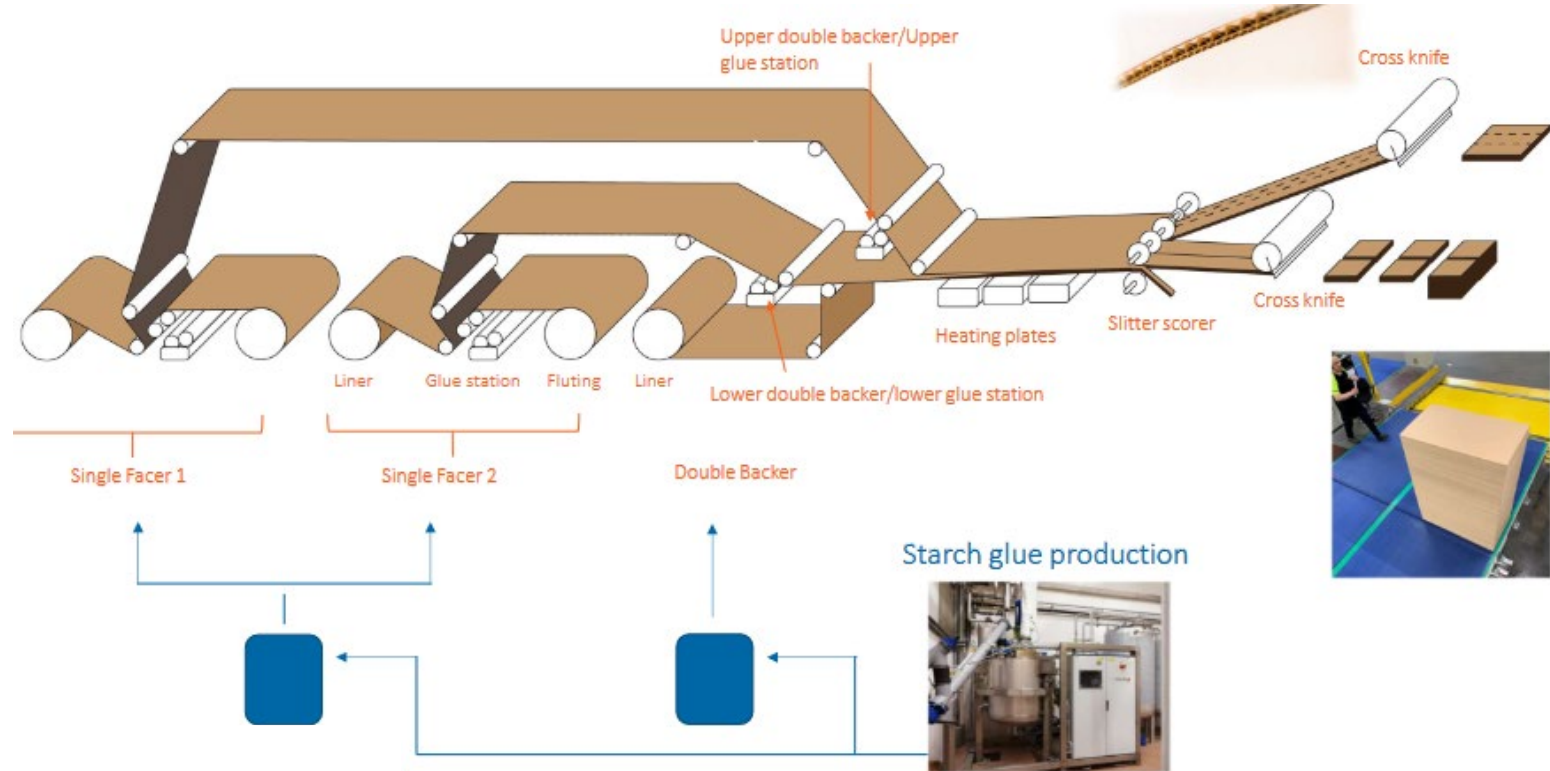 Upper double backer/Upper
glue station
Cross knife
Heating plates
Slitter scorer
Cross knife
Liner
Glue station
Fluting
Liner
Lower double backer/lower glue station
Single Facer 1
Single Facer 2
Double Backer
Starch glue production